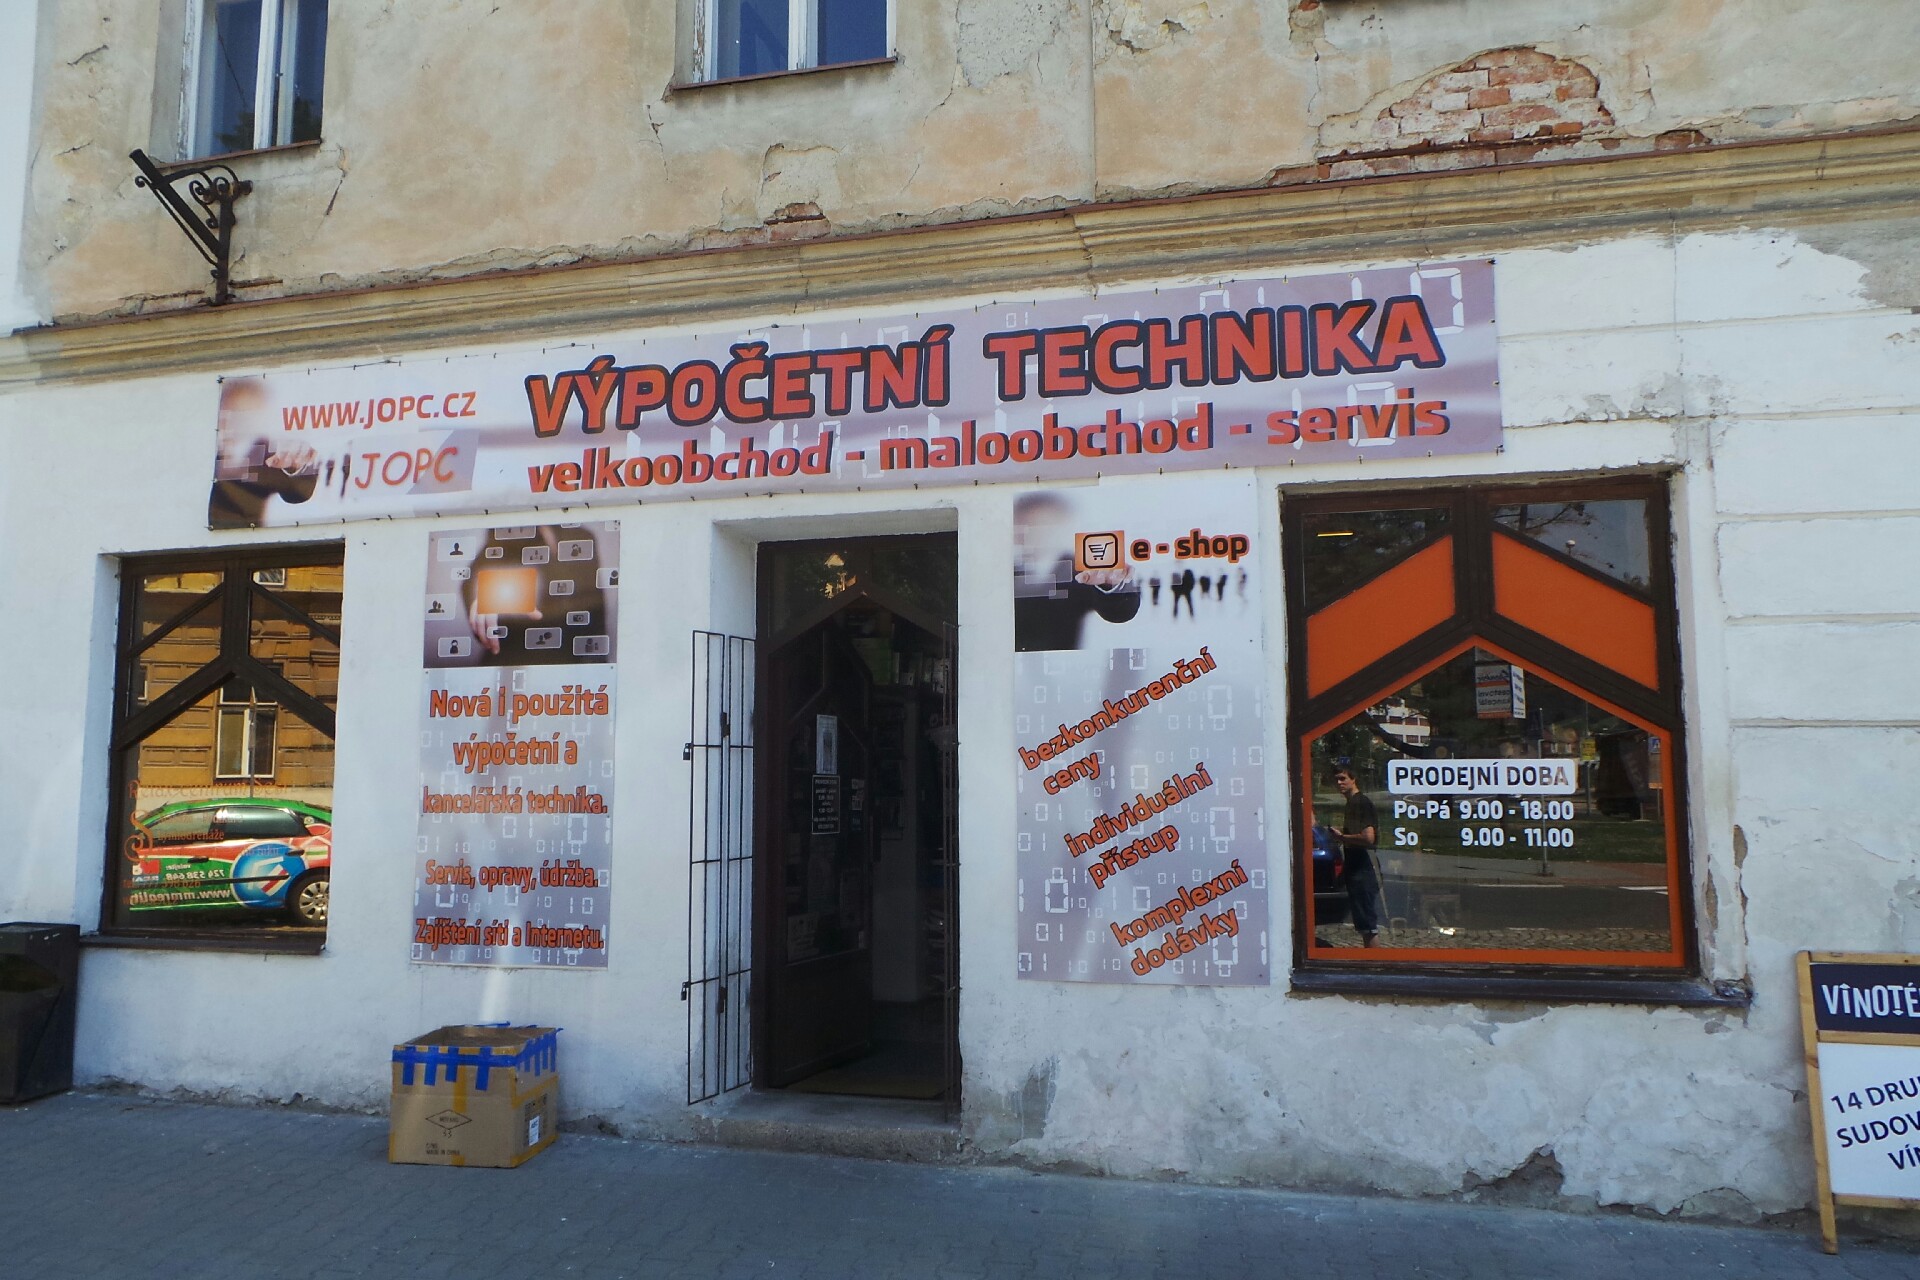 WWW.JOPC.CZ
JOPC
VÝPOČETNÍ TECHNIKA
velkoobchod - maloobchod - servis
Nová i použitá
výpočetní a
kancelářská technika.
Servis, opravy, údržba.
Zajištění síti a Internetu.
e - shop
bezkonkurenční
ceny
individuální
přístup
komplexní
dodávky
PRODEJNÍ DOBA
Po-Pá 9.00 - 18.00
So 9.00 - 11.00
VINOTÉ
14 DRU
SUDOV
VÍ